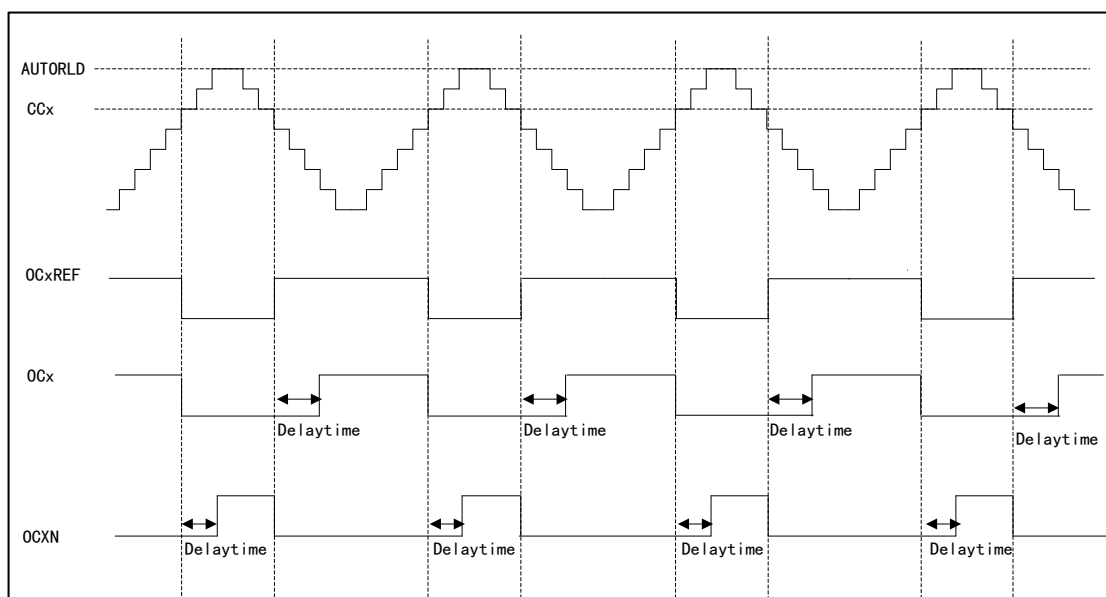 AUTORLD
CCx
OCxREF
OCx
Delaytime
Delaytime
Delaytime
Delaytime
OCXN
Delaytime
Delaytime
Delaytime
Delaytime